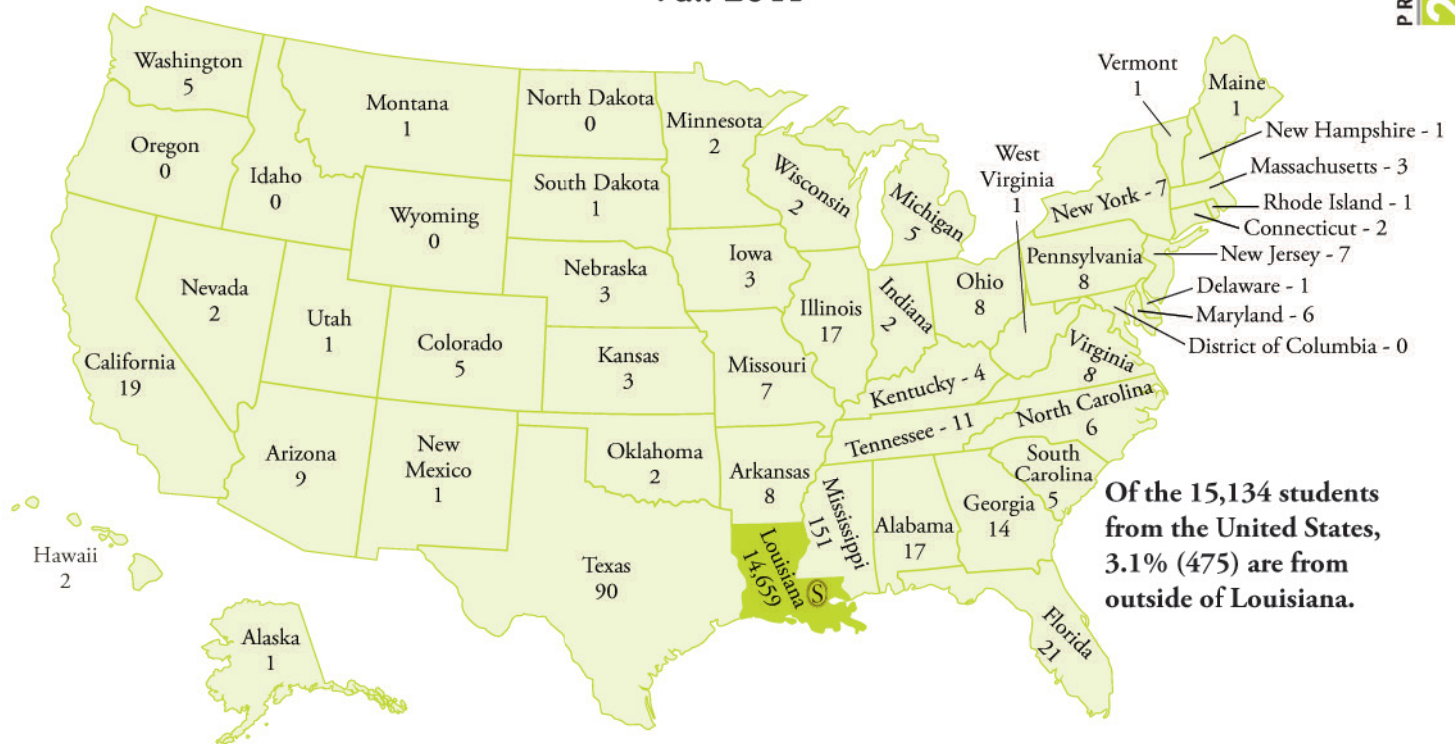 Washington
5
Oregon
0
Idaho
0
Montana
1
North Dakota
0
Minnesota
2
South Dakota
1
Wyoming
0
Wisconsin
2
Michigan
5
Vermont
1
Maine
1
New Hampshire - 1
Massachusetts - 3
Rhode Island - 1
Connecticut - 2
New York - 7
West
Virginia
1
New Jersey - 7
Pennsylvania
8
Delaware - 1
Maryland - 6
District of Columbia - 0
Nevada
2
Utah
1
California
19
Colorado
5
Nebraska
3
Iowa
3
Illinois
17
Indiana
2
Ohio
8
Kansas
3
Missouri
7
Kentucky - 4
Virginia
8
Tennessee - 11
North Carolina
6
South
Carolina
5
Arizona
9
New
Mexico
1
Oklahoma
2
Arkansas
8
Mississippi
151
Alabama
17
Georgia
14
Of the 15,134 students
from the United States,
3.1% (475) are from
outside of Louisiana.
Hawaii
2
Texas
90
Louisiana
14,659
S
Florida
21
Alaska
1
PR